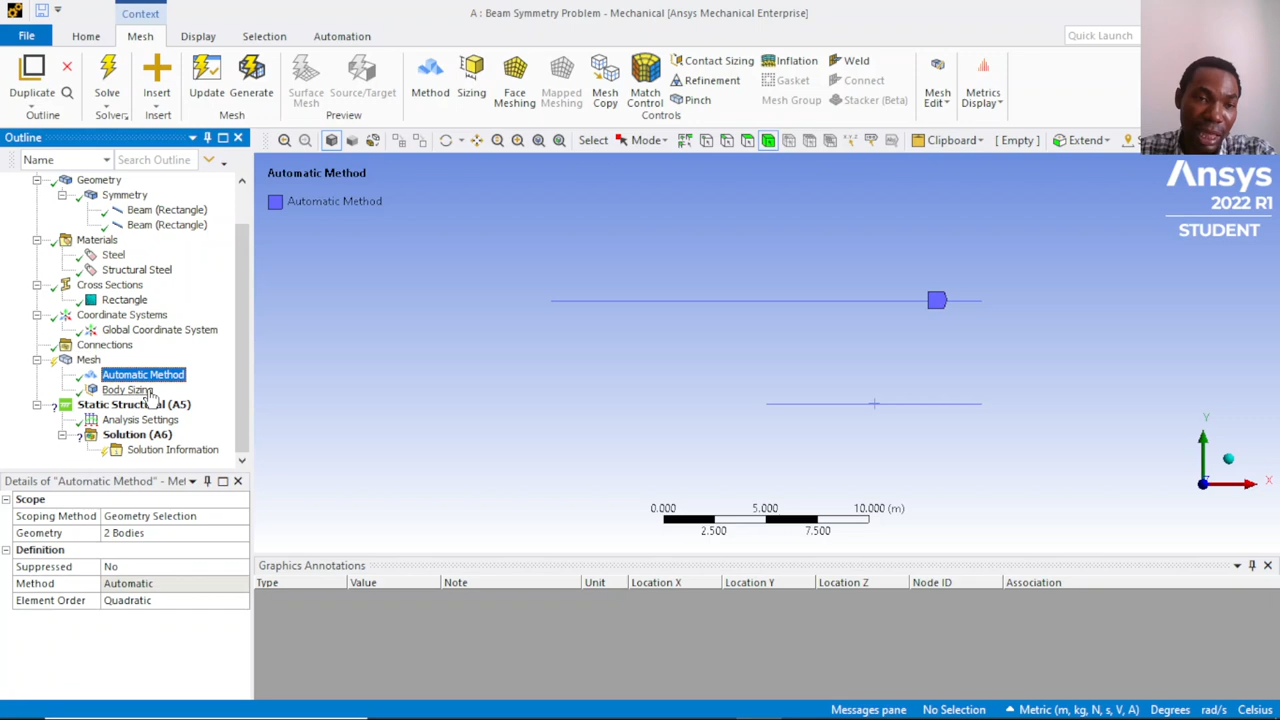 Context
A : Beam Symmetry Problem - Mechanical [Ansys Mechanical Enterprise]
File Home Mesh Display Selection Automation Quick Launch
Duplicate Solve Insert Update Generate Surface Mesh Source/Target Method Sizing Face Meshing Mapped Meshing Mesh Copy Match Control Contact Sizing Refinement Pinch Inflation Gasket Mesh Group Weld Connect Stacker (Beta) Mesh Edit Metrics Display
Outline Solver Insert Mesh Preview Controls
Outline
Name Search Outline
Select Mode Clipboard [ Empty ] Extend
Geometry
Symmetry
Beam (Rectangle)
Beam (Rectangle)
Materials
Steel
Structural Steel
Cross Sections
Rectangle
Coordinate Systems
Global Coordinate System
Connections
Mesh
Automatic Method
Body Sizing
Static Structural (A5)
Analysis Settings
Solution (A6)
Solution Information
Automatic Method
Automatic Method
Ansys
2022 R1
STUDENT
Y
X
0.000 5.000 10.000 (m)
2.500 7.500
Details of "Automatic Method" - Me
Scope
Scoping Method Geometry Selection
Geometry 2 Bodies
Definition
Suppressed No
Method Automatic
Element Order Quadratic
Graphics Annotations
Type Value Note Unit Location X Location Y Location Z Node ID Association
Messages pane No Selection Metric (m, kg, N, s, V, A) Degrees rad/s Celsius